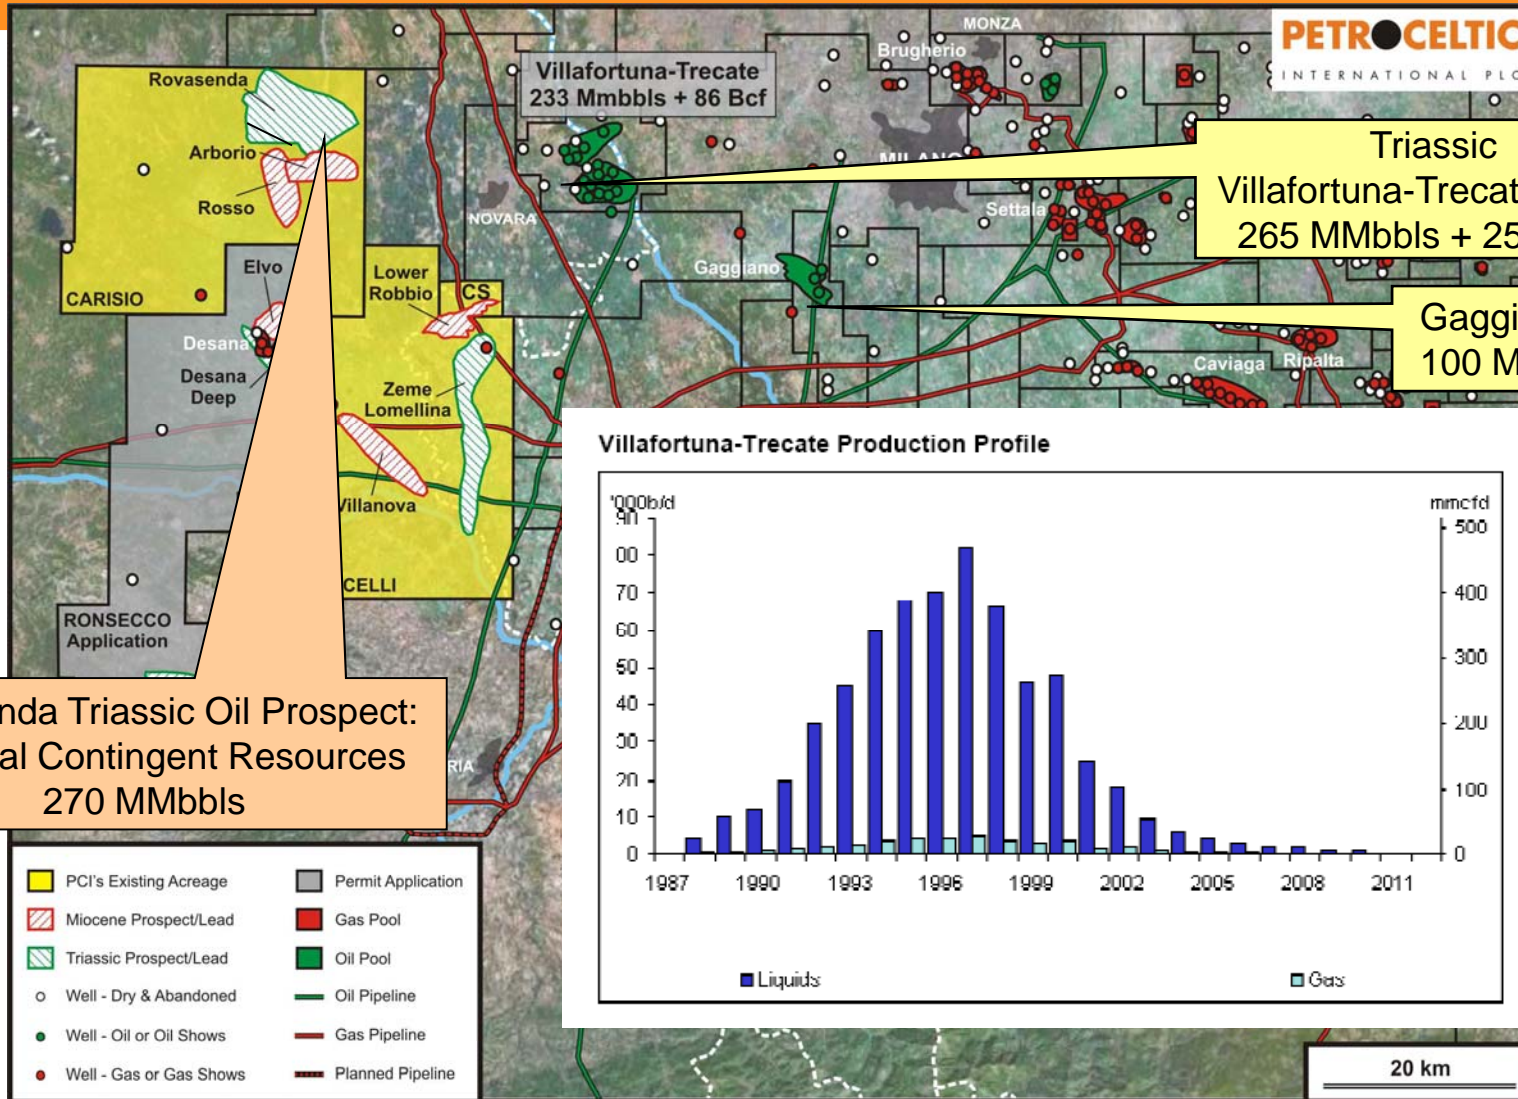 PETROCELTIC
INTERNATIONAL PLC
MONZA
Brugherio
Rovasenda
Villafortuna-Trecate
233 Mmbbls + 86 Bcf
Arborio
Rosso
NOVARA
MILANO
Settala
Triassic
Villafortuna-Trecat
265 MMbbls + 25
Gaggiano
Elvo
Lower
Robbio
CS
CARISIO
Desana
Desana
Deep
Zeme
Lomellina
Gaggi
100 M
Caviaga
Ripalta
Villanova
CELLI
RONSECCO
Application
nda Triassic Oil Prospect:
al Contingent Resources
270 MMbbls
RIA
Villafortuna-Trecate Production Profile
'000b/d
mmcfd
90
80
70
60
50
40
30
20
10
0
500
400
300
200
100
0
1987 1990 1993 1996 1999 2002 2005 2008 2011
Liquids
Gas
PCI's Existing Acreage
Permit Application
Miocene Prospect/Lead
Gas Pool
Triassic Prospect/Lead
Oil Pool
Well - Dry & Abandoned
Oil Pipeline
Well - Oil or Oil Shows
Gas Pipeline
Well - Gas or Gas Shows
Planned Pipeline
20 km